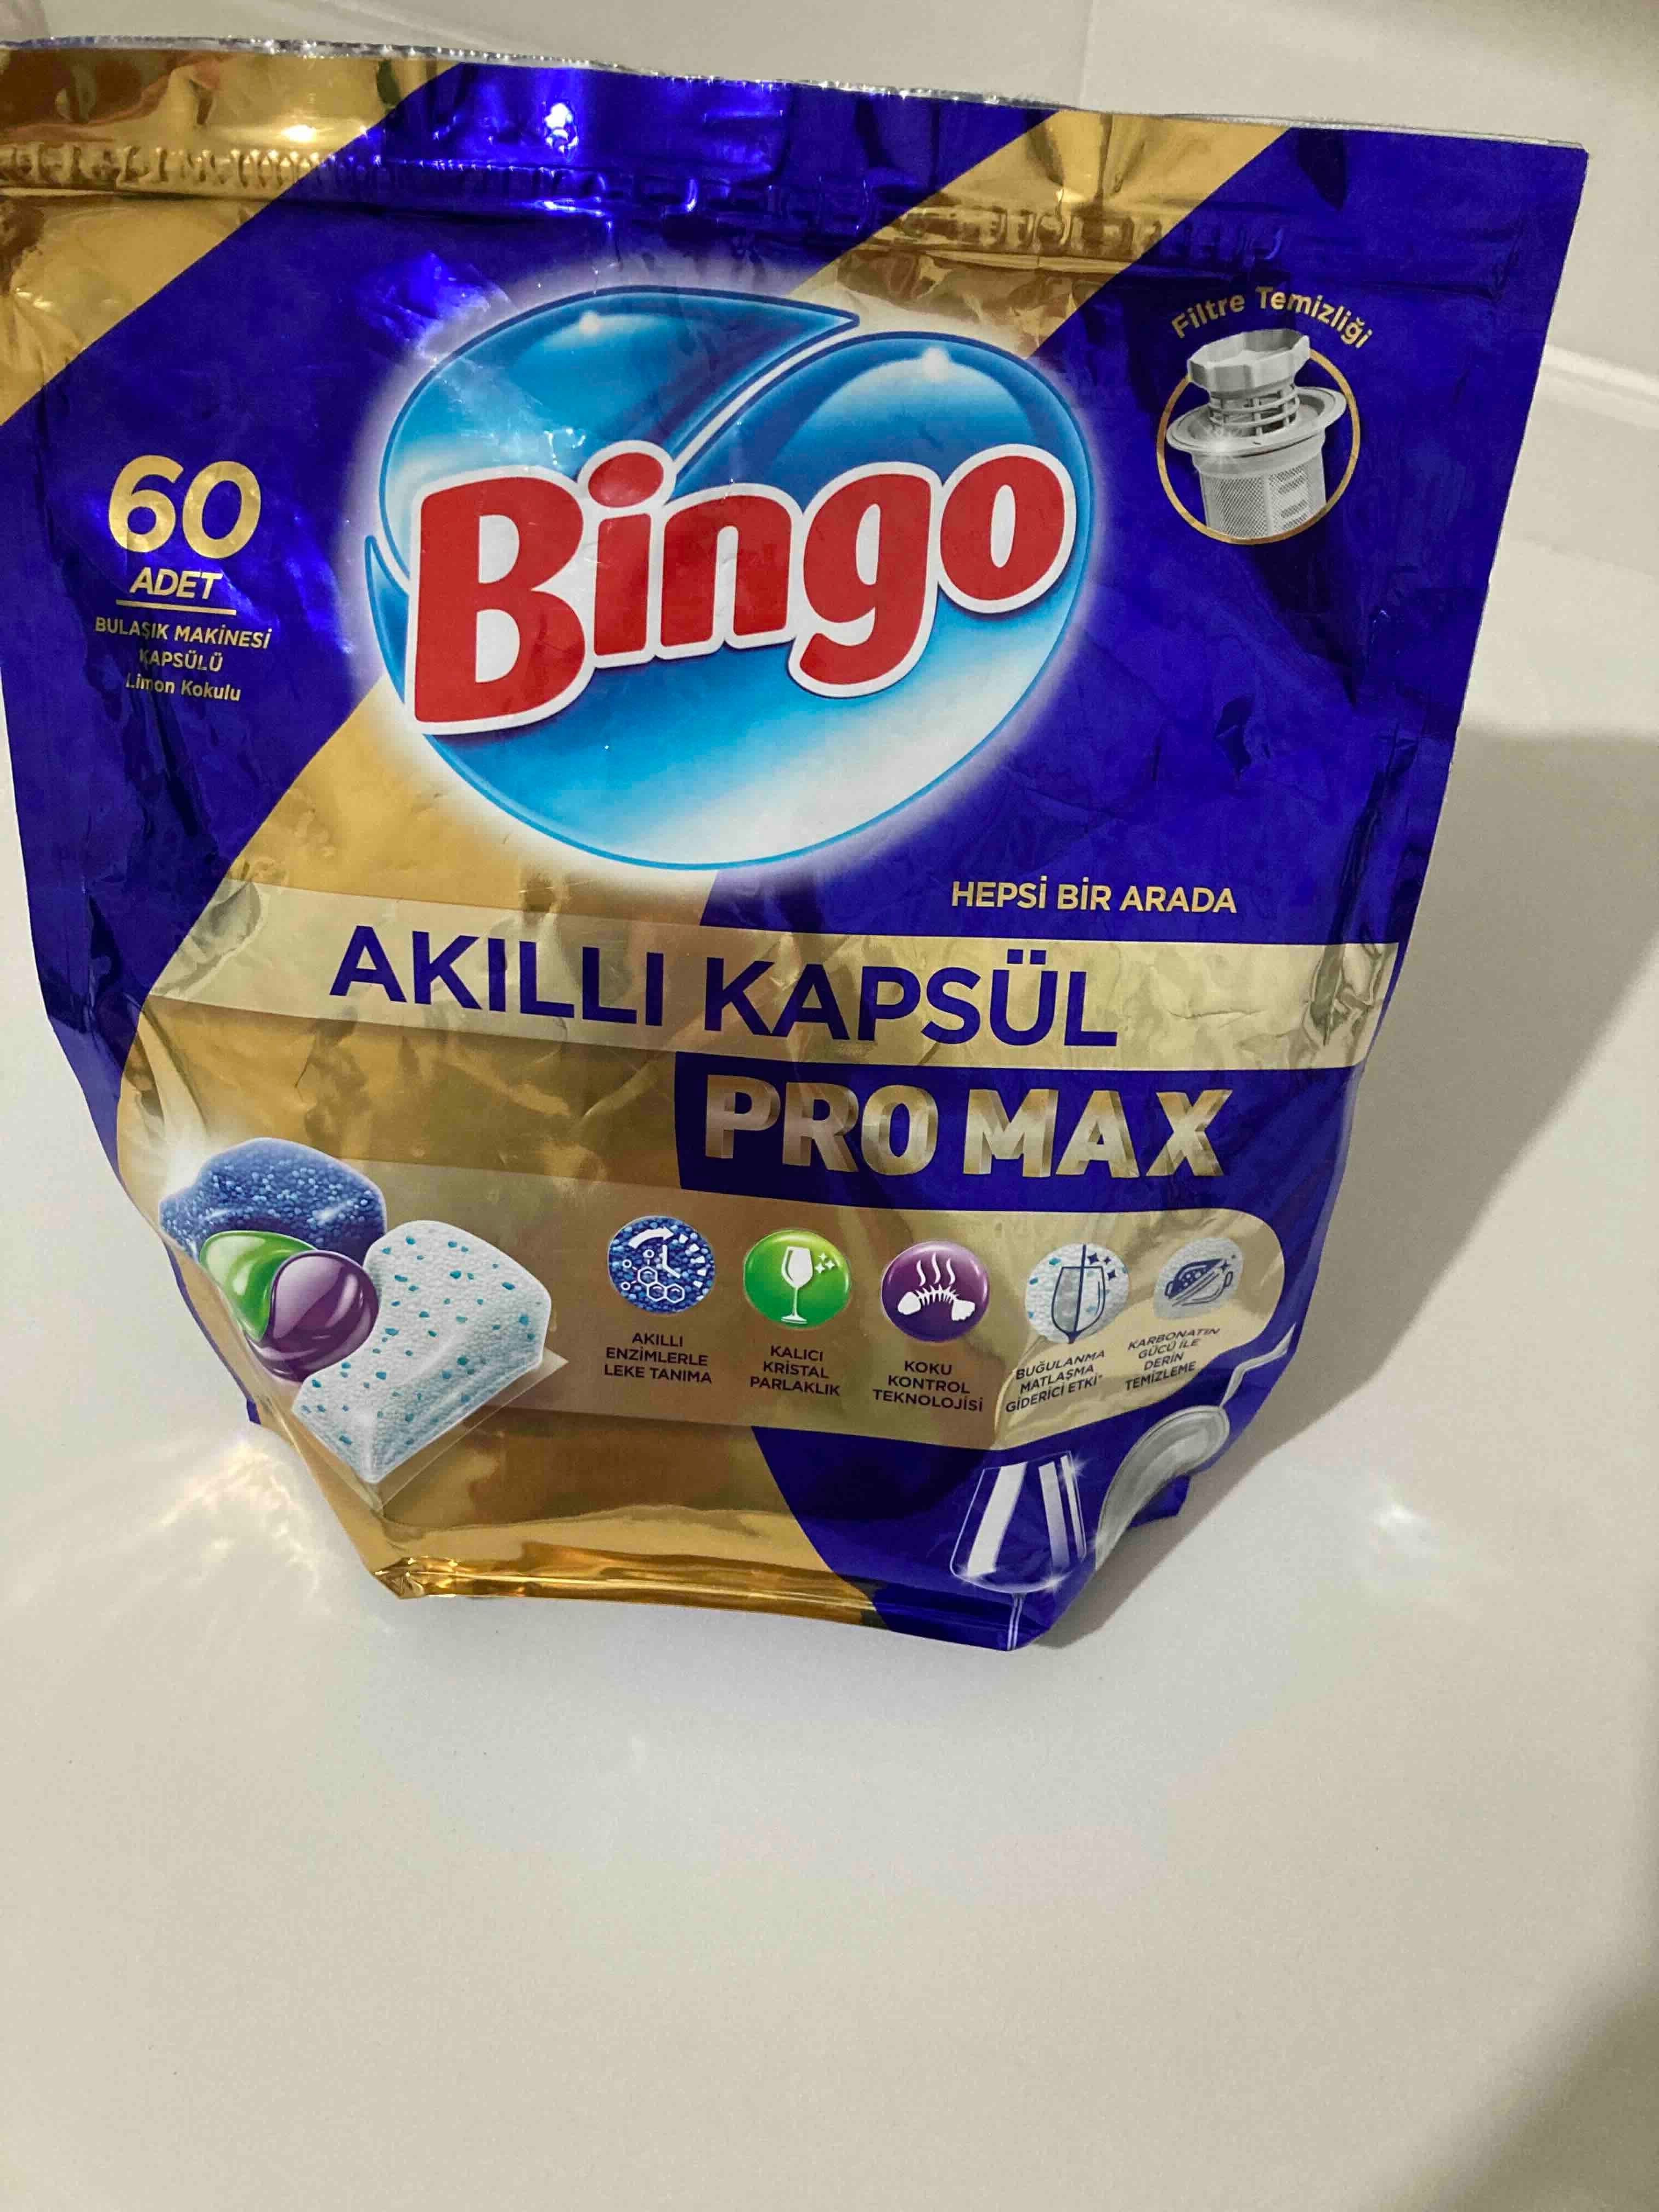 Filtre Temizliği
Bingo
60
ADET
BULAŞIK MAKİNESİ
KAPSÜLÜ
Limon Kokulu
HEPSİ BİR ARADA
AKILLI KAPSÜL
PRO MAX
AKILLI
ENZİMLERLE
LEKE TANIMA
KALICI
KRİSTAL
PARLAKLIK
KOKU
KONTROL
TEKNOLOJİSİ
BUĞULANMA
MATLAŞMA
GİDERİCİ ETKİ*
KARBONATIN
GÜCÜ İLE
DERİN
TEMİZLEME